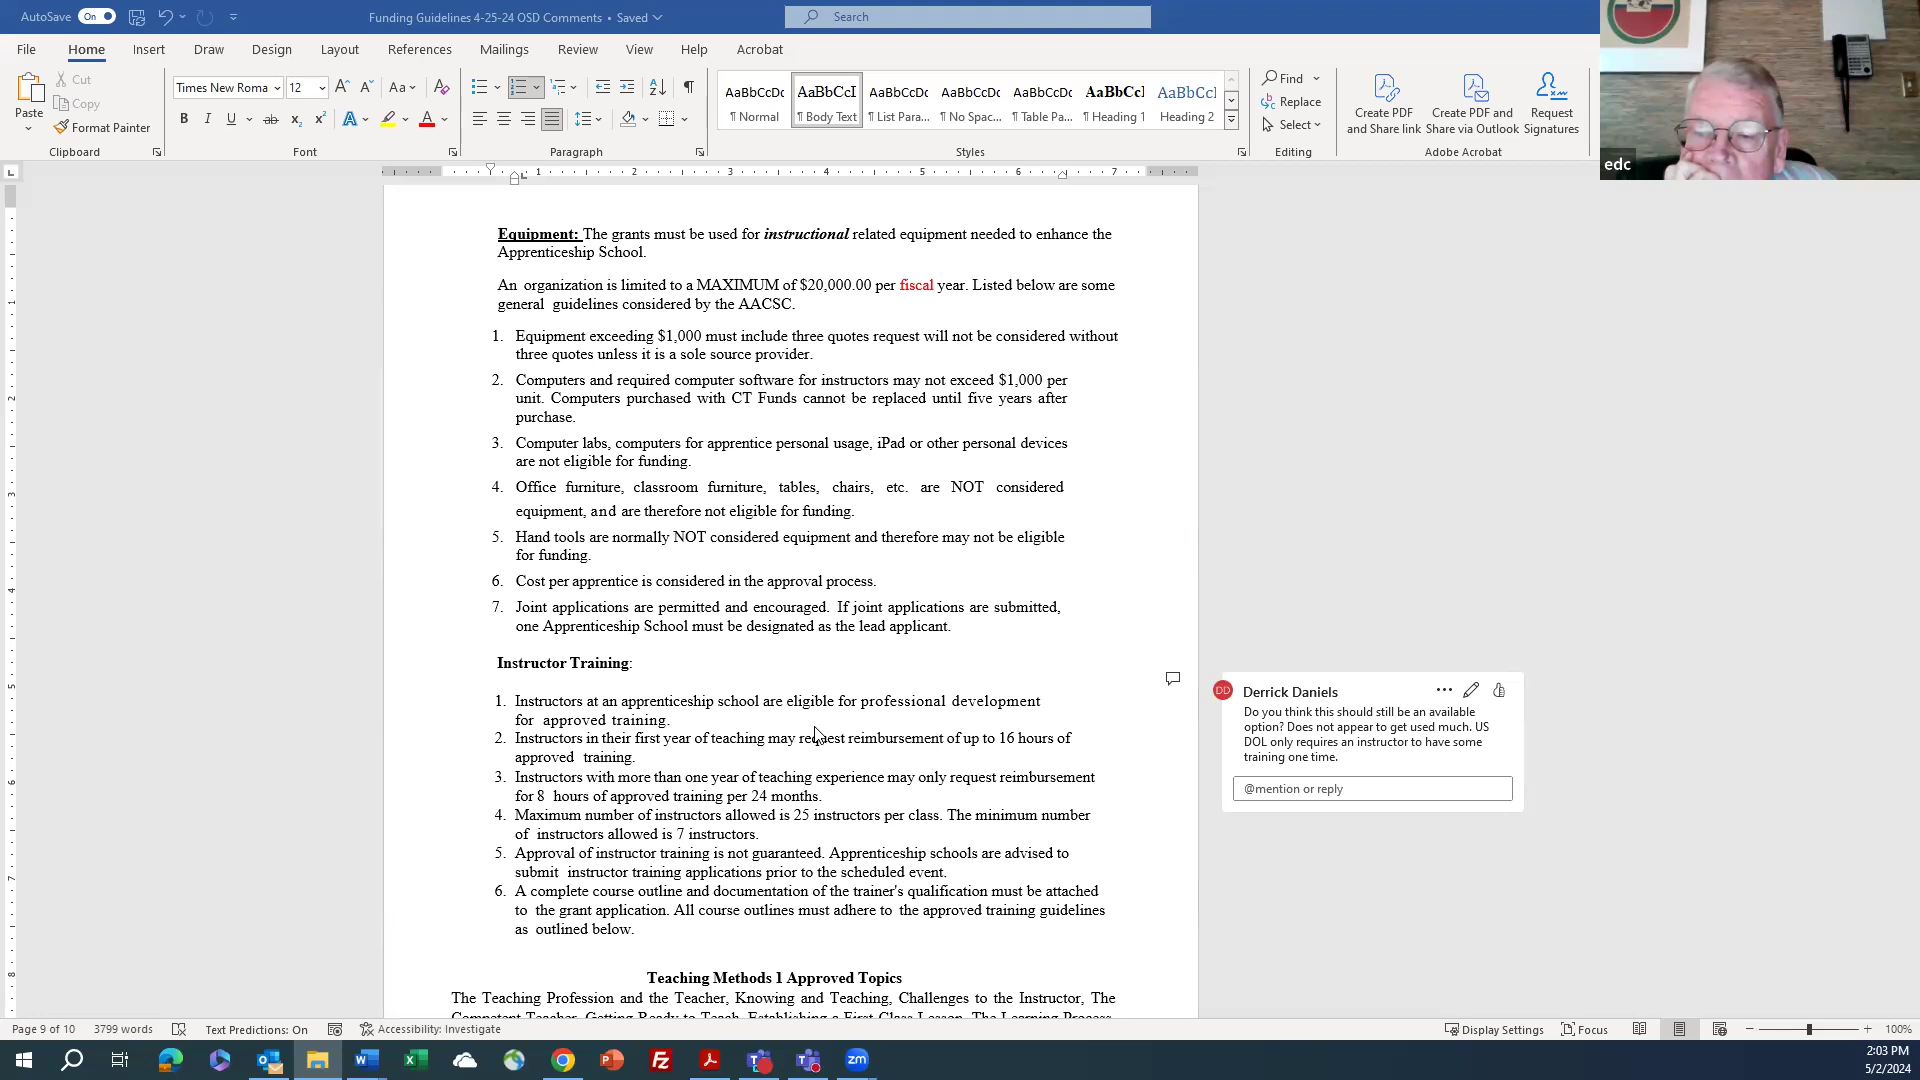 AutoSave On Funding Guidelines 4-25-24 OSD Comments • Saved Search
File Home Insert Draw Design Layout References Mailings Review View Help Acrobat
Paste Cut Copy Format Painter
Times New Roma 12 Aa
B I U ab x₂ x² A A
AaBbCcDc ¶ Normal
AaBbCcI ¶ Body Text
AaBbCcDc ¶ List Para...
AaBbCcDc ¶ No Spac...
AaBbCcDc ¶ Table Pa...
AaBbCcI ¶ Heading 1
AaBbCcI Heading 2
Find Replace Select
Create PDF and Share link
Create PDF and Share via Outlook
Request Signatures
Clipboard Font Paragraph Styles Editing Adobe Acrobat
edc
1 2 3 4 5 6 7
Equipment: The grants must be used for instructional related equipment needed to enhance the
Apprenticeship School.
An organization is limited to a MAXIMUM of $20,000.00 per fiscal year. Listed below are some
general guidelines considered by the AACSC.
1. Equipment exceeding $1,000 must include three quotes request will not be considered without
three quotes unless it is a sole source provider.
2. Computers and required computer software for instructors may not exceed $1,000 per
unit. Computers purchased with CT Funds cannot be replaced until five years after
purchase.
3. Computer labs, computers for apprentice personal usage, iPad or other personal devices
are not eligible for funding.
4. Office furniture, classroom furniture, tables, chairs, etc. are NOT considered
equipment, and are therefore not eligible for funding.
5. Hand tools are normally NOT considered equipment and therefore may not be eligible
for funding.
6. Cost per apprentice is considered in the approval process.
7. Joint applications are permitted and encouraged. If joint applications are submitted,
one Apprenticeship School must be designated as the lead applicant.
Instructor Training:
1. Instructors at an apprenticeship school are eligible for professional development
for approved training.
2. Instructors in their first year of teaching may request reimbursement of up to 16 hours of
approved training.
3. Instructors with more than one year of teaching experience may only request reimbursement
for 8 hours of approved training per 24 months.
4. Maximum number of instructors allowed is 25 instructors per class. The minimum number
of instructors allowed is 7 instructors.
5. Approval of instructor training is not guaranteed. Apprenticeship schools are advised to
submit instructor training applications prior to the scheduled event.
6. A complete course outline and documentation of the trainer's qualification must be attached
to the grant application. All course outlines must adhere to the approved training guidelines
as outlined below.
Teaching Methods 1 Approved Topics
The Teaching Profession and the Teacher, Knowing and Teaching, Challenges to the Instructor, The
Competent Teacher, Getting Ready to Teach, Establishing a First Class Lesson, The Learning Process,
DD Derrick Daniels
Do you think this should still be an available
option? Does not appear to get used much. US
DOL only requires an instructor to have some
training one time.
@mention or reply
Page 9 of 10 3799 words Text Predictions: On Accessibility: Investigate Display Settings Focus 100%
2:03 PM
5/2/2024